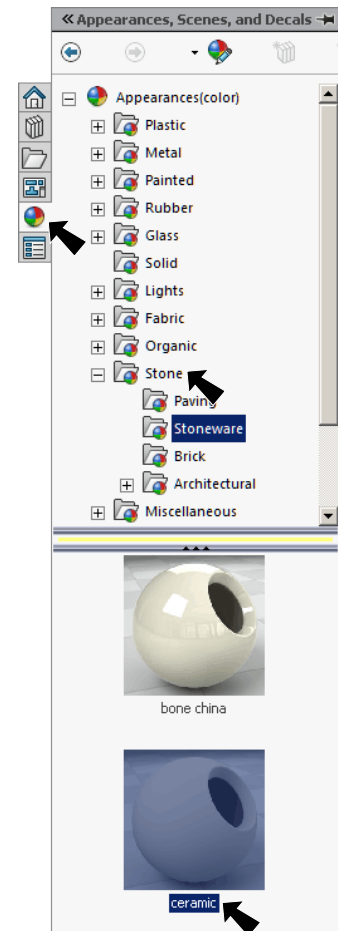 Appearances, Scenes, and Decals
Appearances(color)
Plastic
Metal
Painted
Rubber
Glass
Solid
Lights
Fabric
Organic
Stone
Paving
Stoneware
Brick
Architectural
Miscellaneous
bone china
ceramic